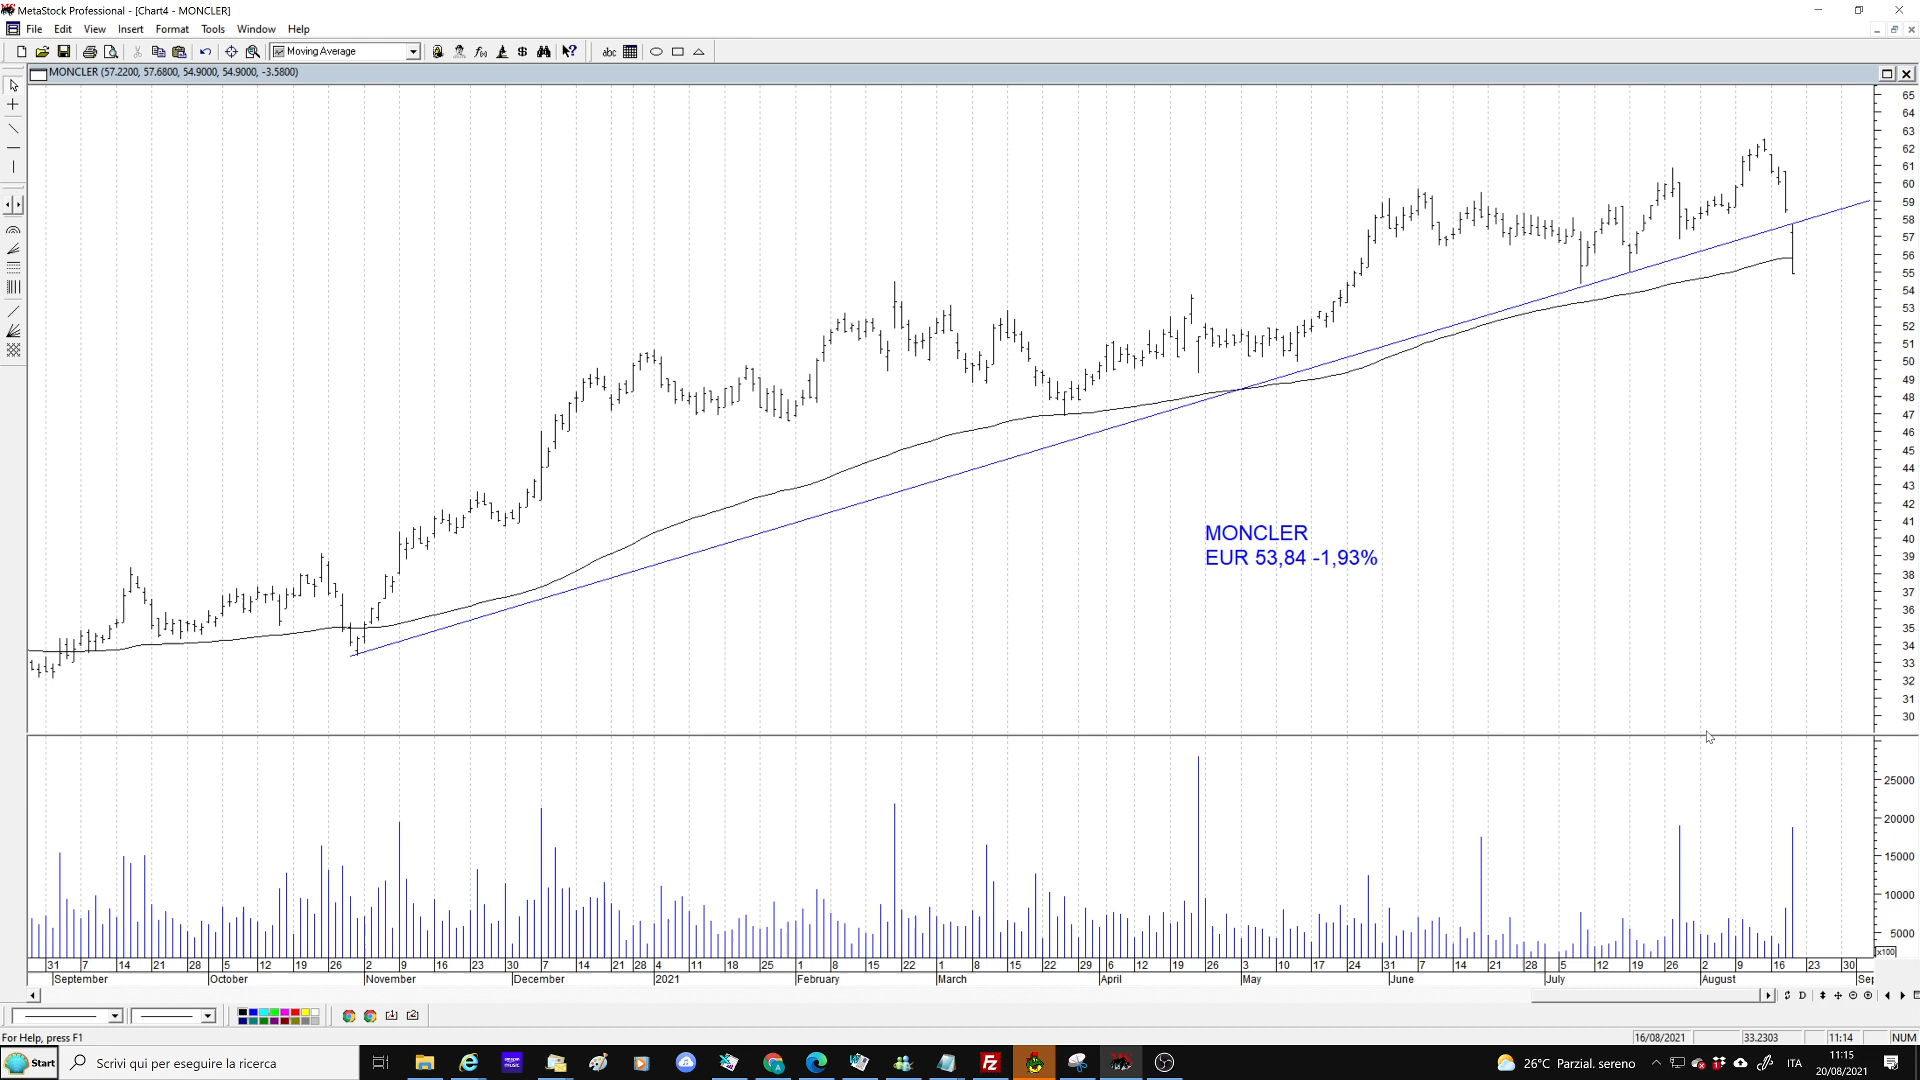 MetaStock Professional - [Chart4 - MONCLER]
File Edit View Insert Format Tools Window Help
Moving Average
abc
MONCLER (57.2200, 57.6800, 54.9000, 54.9000, -3.5800)
65
64
63
62
61
60
59
58
57
56
55
54
53
52
51
50
49
48
47
46
45
44
43
42
41
40
39
38
37
36
35
34
33
32
31
30
MONCLER
EUR 53,84 -1,93%
25000
20000
15000
10000
5000
x100
31 7 14 21 28 5 12 19 26 2 9 16 23 30 7 14 21 28 4 11 18 25 1 8 15 22 1 8 15 22 29 6 12 19 26 3 10 17 24 31 7 14 21 28 5 12 19 26 2 9 16 23 30
September October November December 2021 February March April May June July August Sep
D
For Help, press F1
16/08/2021 33.2303 11:14 NUM
Start Scrivi qui per eseguire la ricerca
26°C Parzial. sereno ITA 11:15
20/08/2021